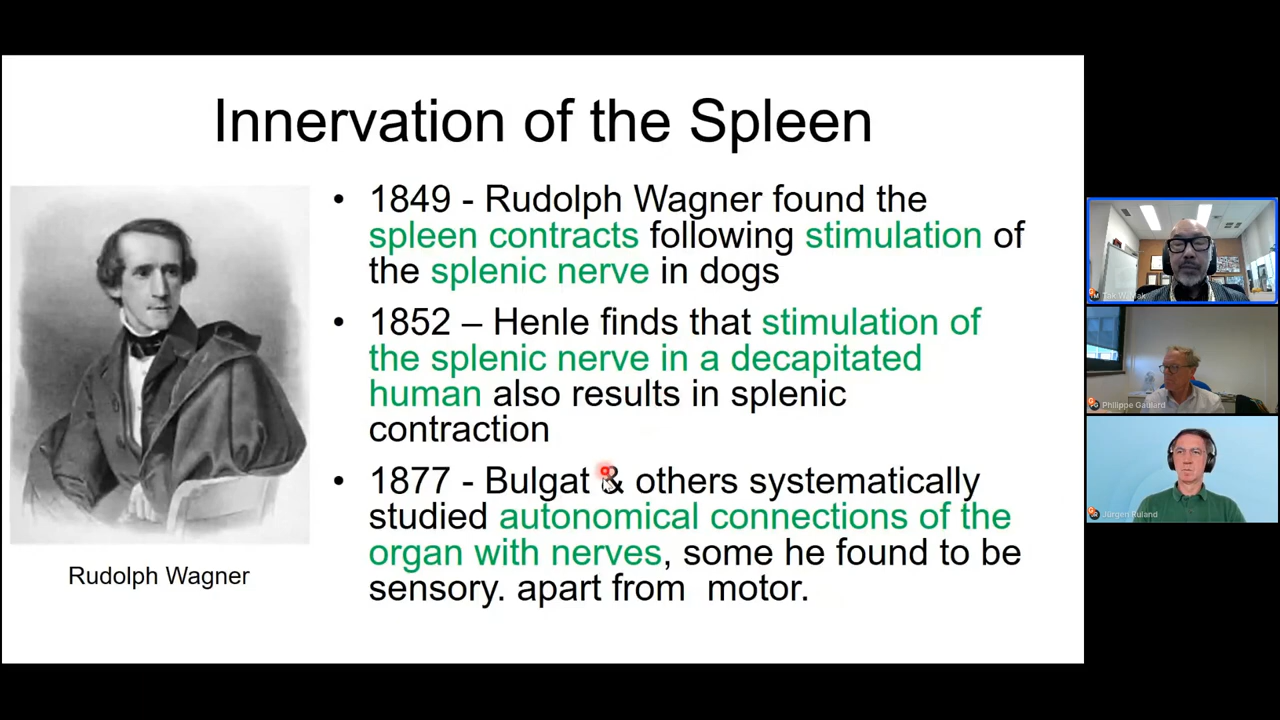 Innervation of the Spleen
• 1849 - Rudolph Wagner found the
spleen contracts following stimulation of
the splenic nerve in dogs
• 1852 – Henle finds that stimulation of
the splenic nerve in a decapitated
human also results in splenic
contraction
• 1877 - Bulgat & others systematically
studied autonomical connections of the
organ with nerves, some he found to be
sensory. apart from motor.
Rudolph Wagner
Philippe Gaulard
Jürgen Ruland